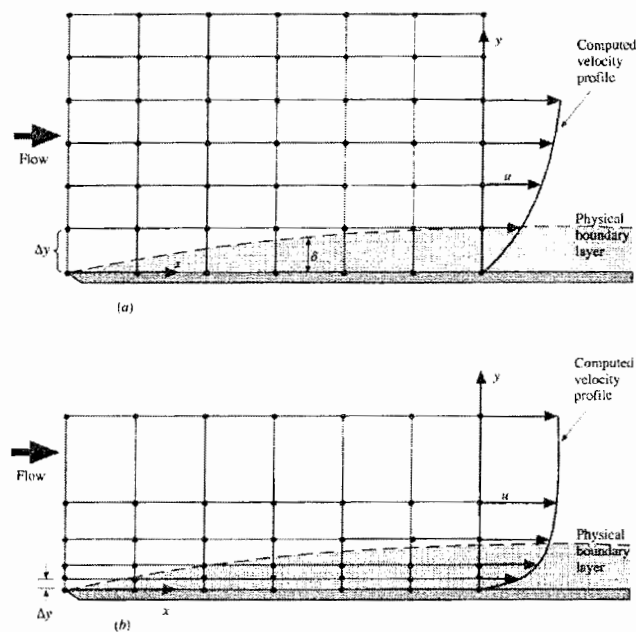 y
Computed
velocity
profile
Flow
u
Physical
boundary
layer
Δy
x
δ
(a)
y
Computed
velocity
profile
Flow
u
Physical
boundary
layer
Δy
x
(b)